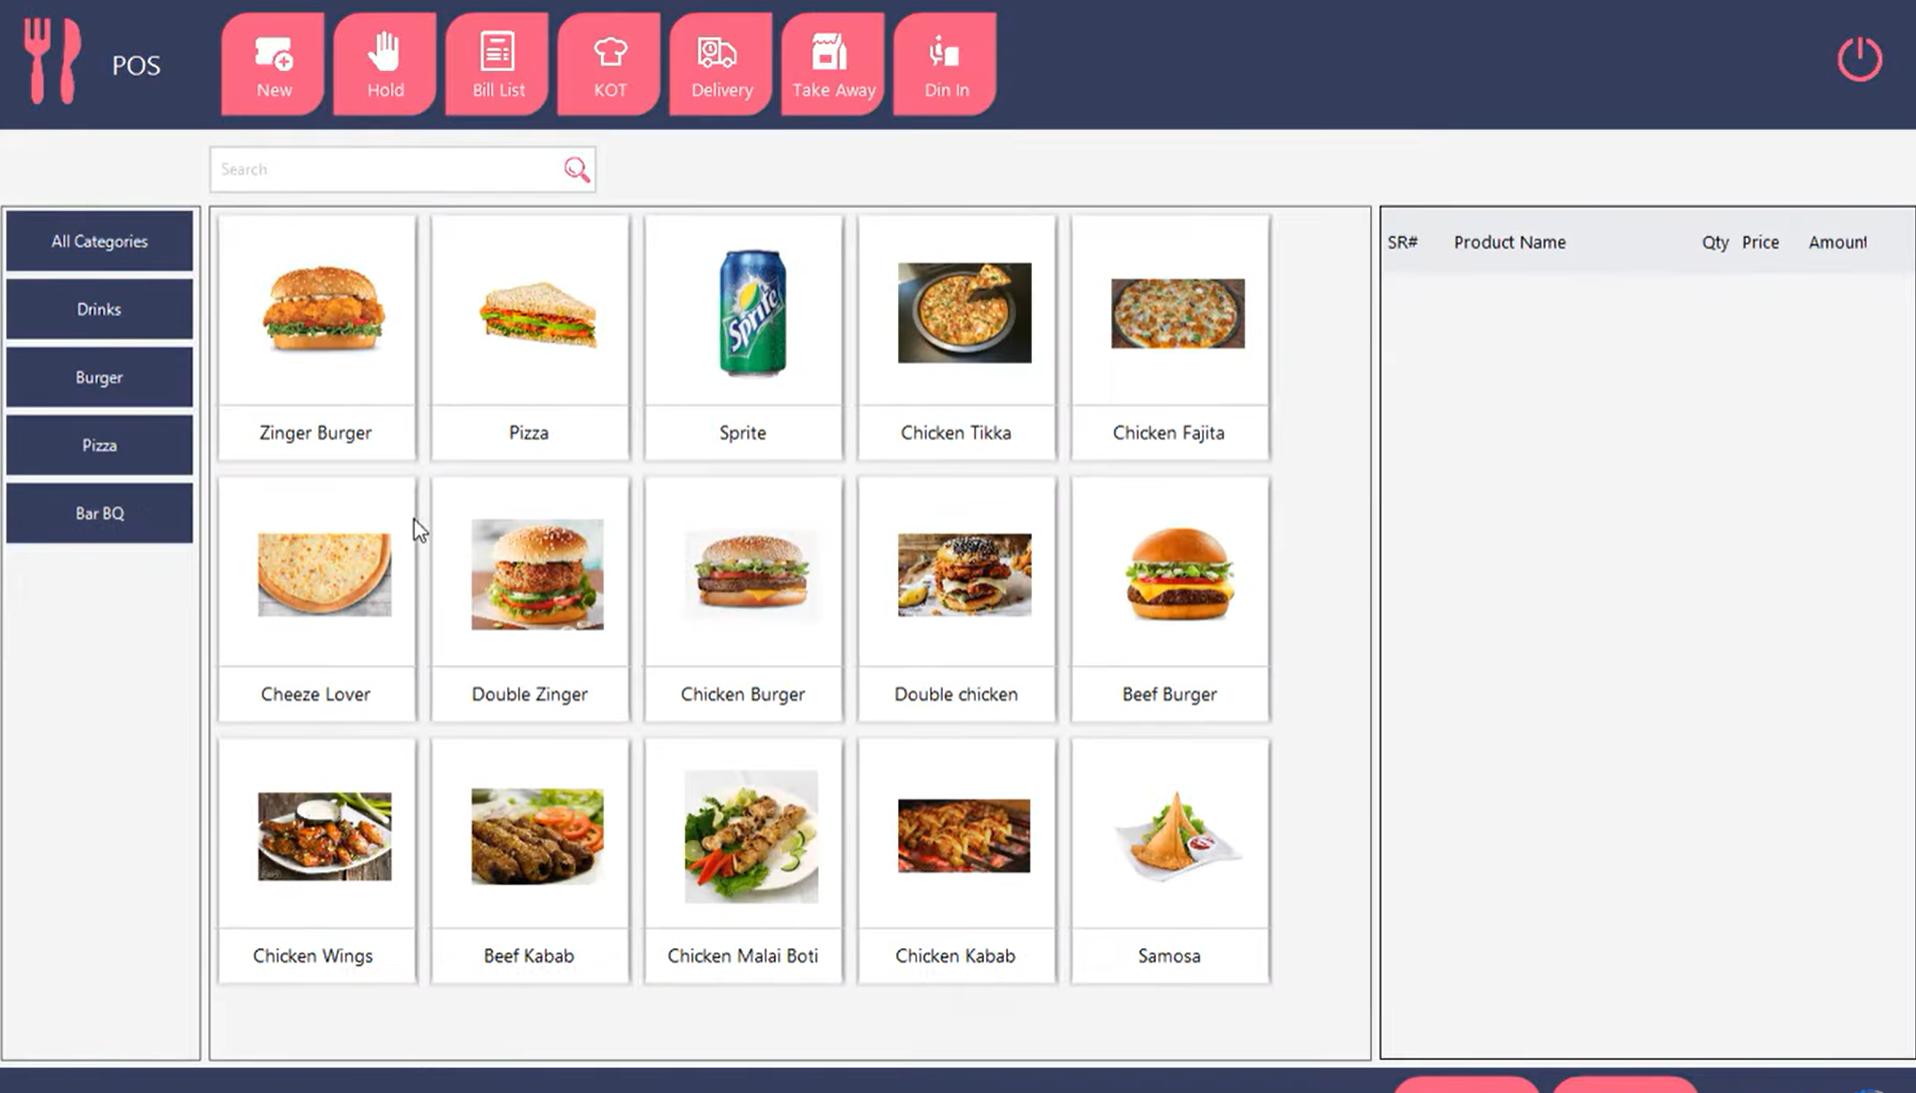 POS
New
Hold
Bill List
KOT
Delivery
Take Away
Din In
Search
All Categories
Drinks
Burger
Pizza
Bar BQ
SR# Product Name Qty Price Amount
Sprite
Zinger Burger
Pizza
Sprite
Chicken Tikka
Chicken Fajita
Cheeze Lover
Double Zinger
Chicken Burger
Double chicken
Beef Burger
Chicken Wings
Beef Kabab
Chicken Malai Boti
Chicken Kabab
Samosa